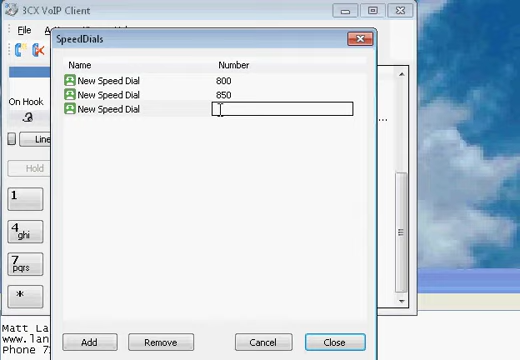 3CX VoIP Client
File
SpeedDials
Name Number
New Speed Dial 800
New Speed Dial 850
New Speed Dial
On Hook
...
Line
Hold
1
4
ghi
7
pqrs
*
Add Remove Cancel Close
Matt La
www.lan
Phone 7